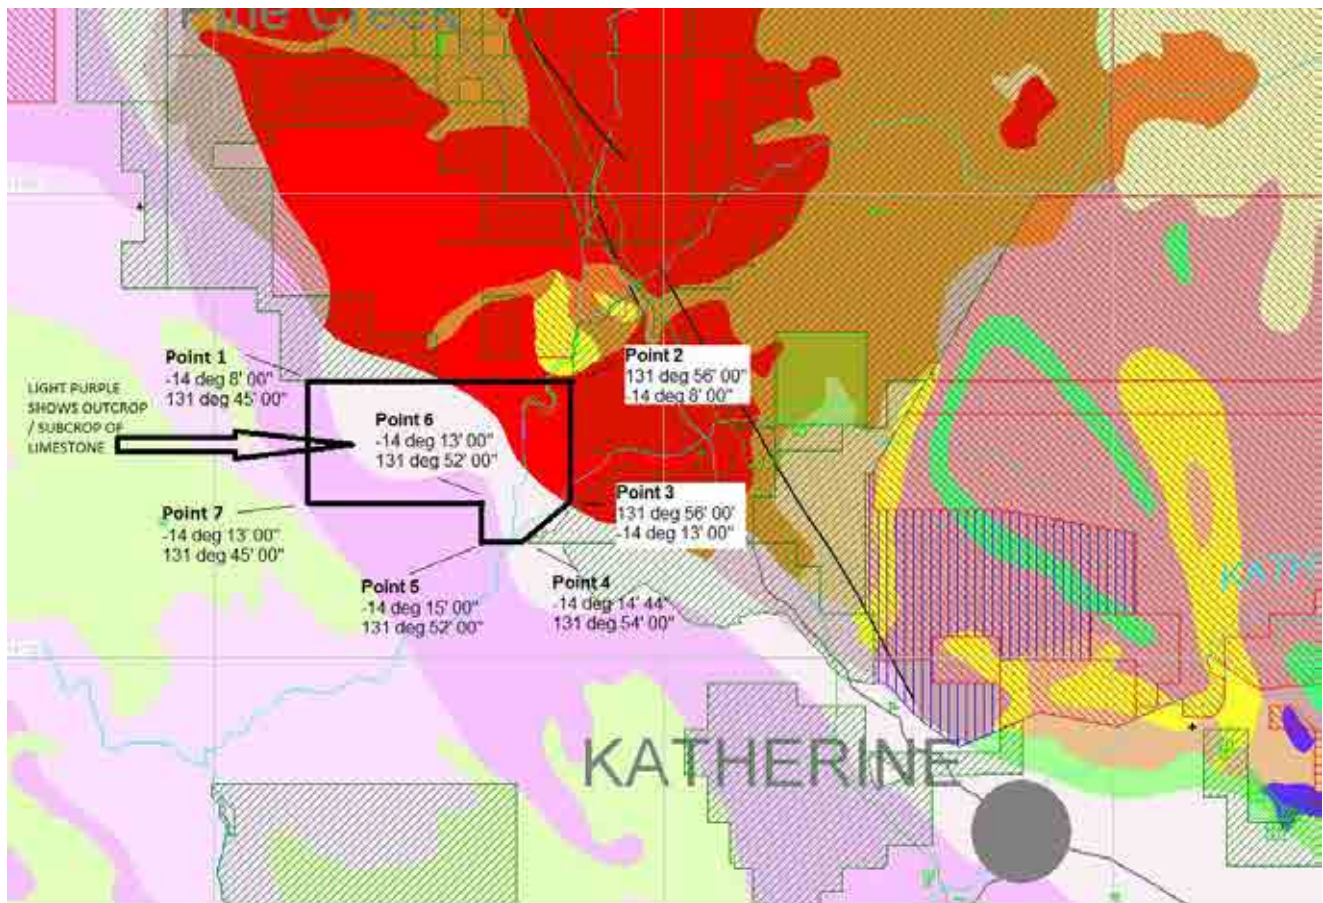 Pine Creek
Point 1
-14 deg 8' 00"
131 deg 45' 00"
Point 2
131 deg 56' 00"
-14 deg 8' 00"
LIGHT PURPLE
SHOWS OUTCROP
/ SUBCROP OF
LIMESTONE
Point 6
-14 deg 13' 00"
131 deg 52' 00"
Point 7
-14 deg 13' 00"
131 deg 45' 00"
Point 3
131 deg 56' 00'
-14 deg 13' 00"
Point 5
-14 deg 15' 00"
131 deg 52' 00"
Point 4
-14 deg 14' 44"
131 deg 54' 00"
KATH
KATHERINE